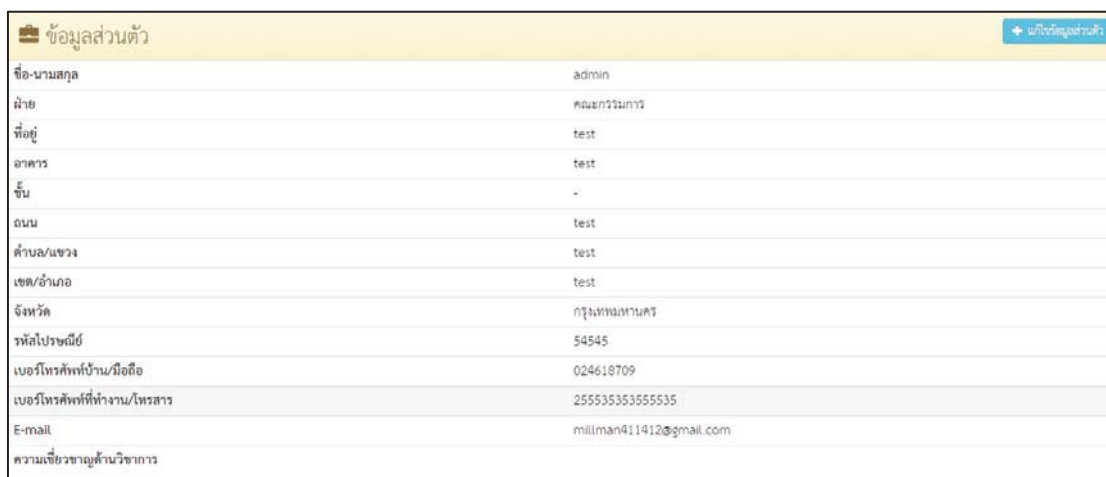 ข้อมูลส่วนตัว
แก้ไขข้อมูลส่วนตัว
ชื่อ-นามสกุล admin
ฝ่าย คณะกรรมการ
ที่อยู่ test
อาคาร test
ชั้น -
ถนน test
ตำบล/แขวง test
เขต/อำเภอ test
จังหวัด กรุงเทพมหานคร
รหัสไปรษณีย์ 54545
เบอร์โทรศัพท์บ้าน/มือถือ 024618709
เบอร์โทรศัพท์ที่ทำงาน/โทรสาร 255535353555535
E-mail millman411412@gmail.com
ความเชี่ยวชาญด้านวิชาการ